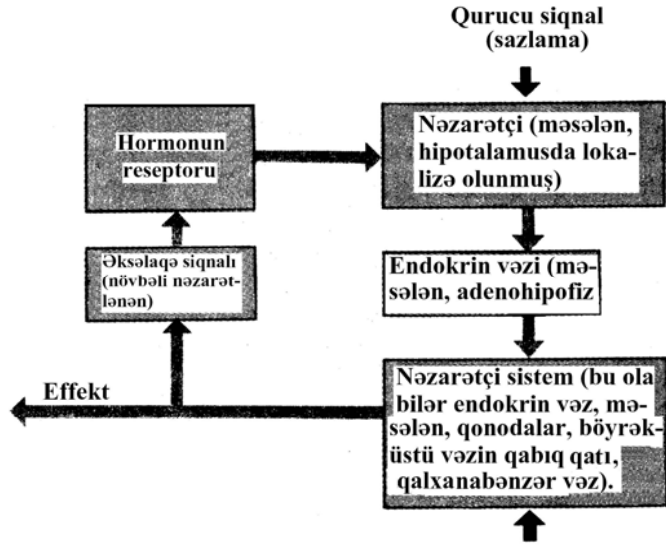 Qurucu siqnal
(sazlama)
Hormonun
reseptoru
Nəzarətçi (məsələn,
hipotalamusda loka-
lizə olunmuş)
Əksəlaqə siqnalı
(növbəli nəzarət-
lənən)
Endokrin vəzi (mə-
sələn, adenohipofiz
Effekt
Nəzarətçi sistem (bu ola
bilər endokrin vəz, mə-
sələn, qonodalar, böyrək-
üstü vəzin qabıq qatı,
qalxanabənzər vəz).